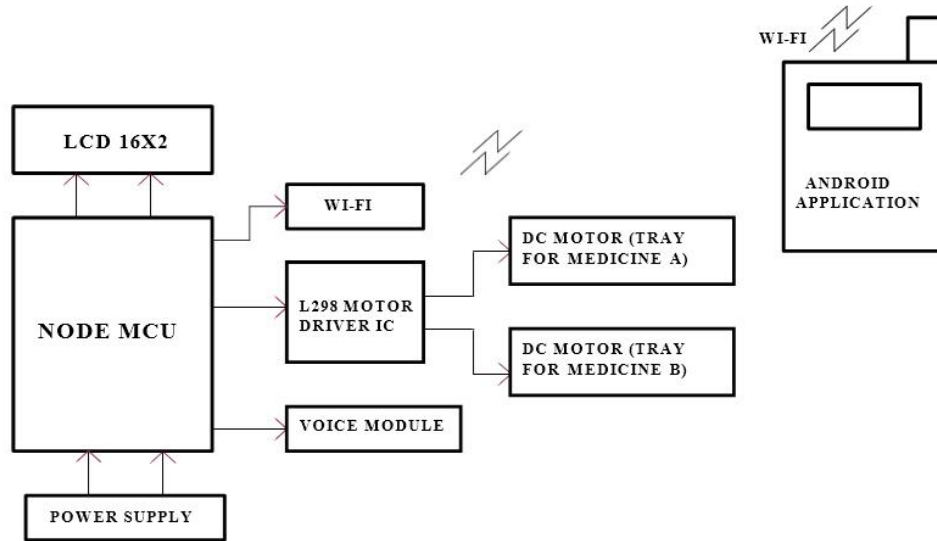 WI-FI
LCD 16X2
ANDROID
APPLICATION
WI-FI
DC MOTOR (TRAY
FOR MEDICINE A)
NODE MCU
L298 MOTOR
DRIVER IC
DC MOTOR (TRAY
FOR MEDICINE B)
VOICE MODULE
POWER SUPPLY